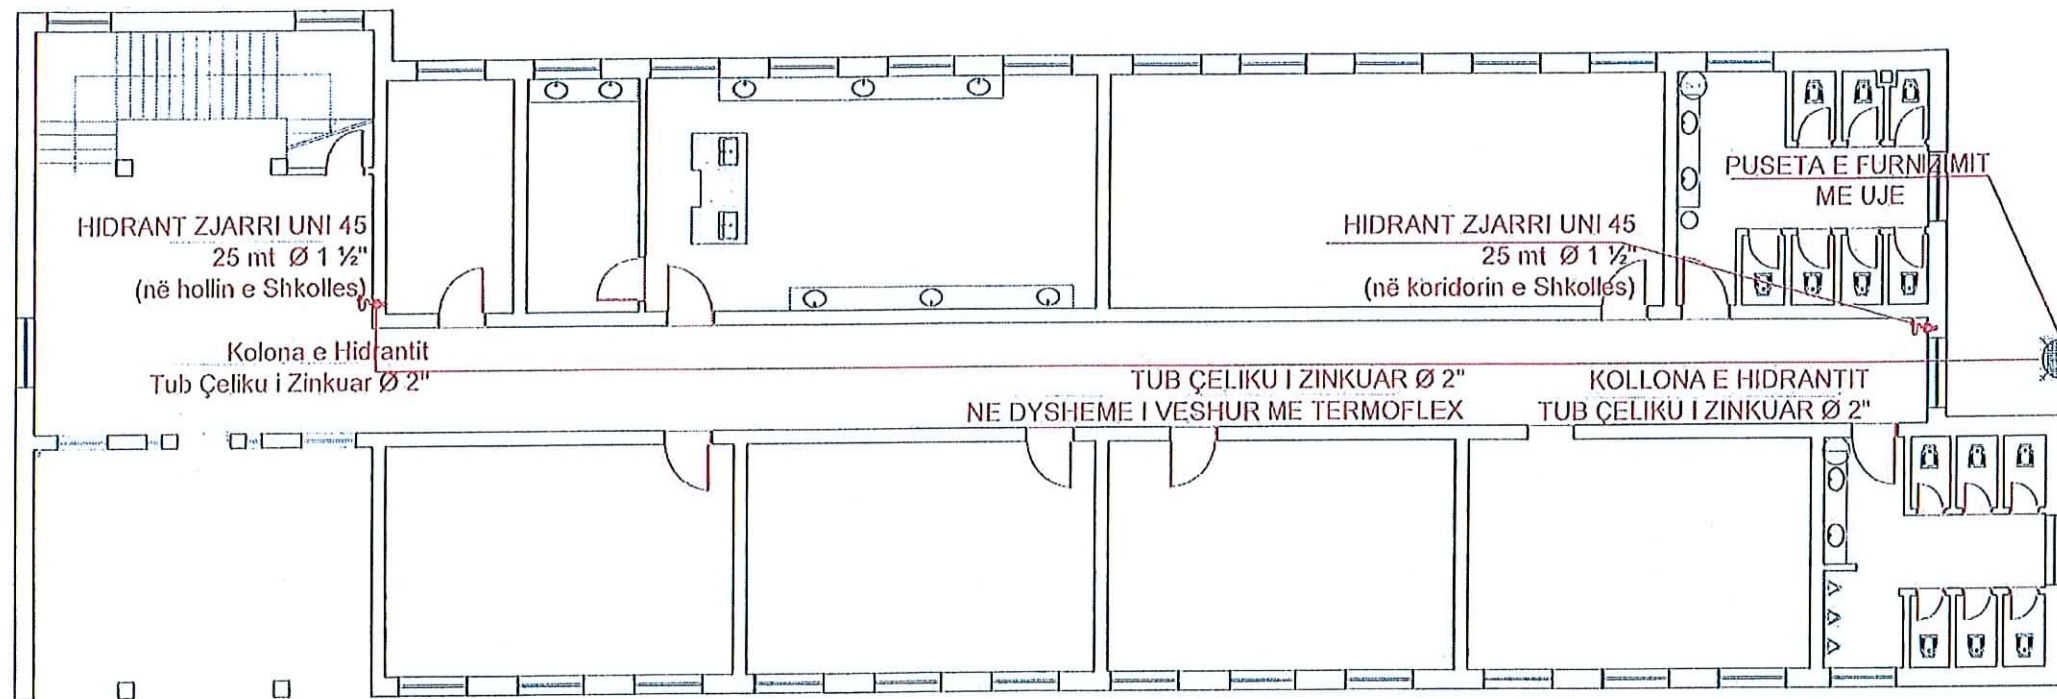 HIDRANT ZJARRI UNI 45
25 mt Ø 1 ½"
(në hollin e Shkolles)
Kolona e Hidrantit
Tub Çeliku i Zinkuar Ø 2"
PUSETA E FURNIZIMIT
ME UJE
HIDRANT ZJARRI UNI 45
25 mt Ø 1 ½"
(në koridorin e Shkolles)
TUB ÇELIKU I ZINKUAR Ø 2"
NE DYSHEME I VESHUR ME TERMOFLEX
KOLLONA E HIDRANTIT
TUB ÇELIKU I ZINKUAR Ø 2"